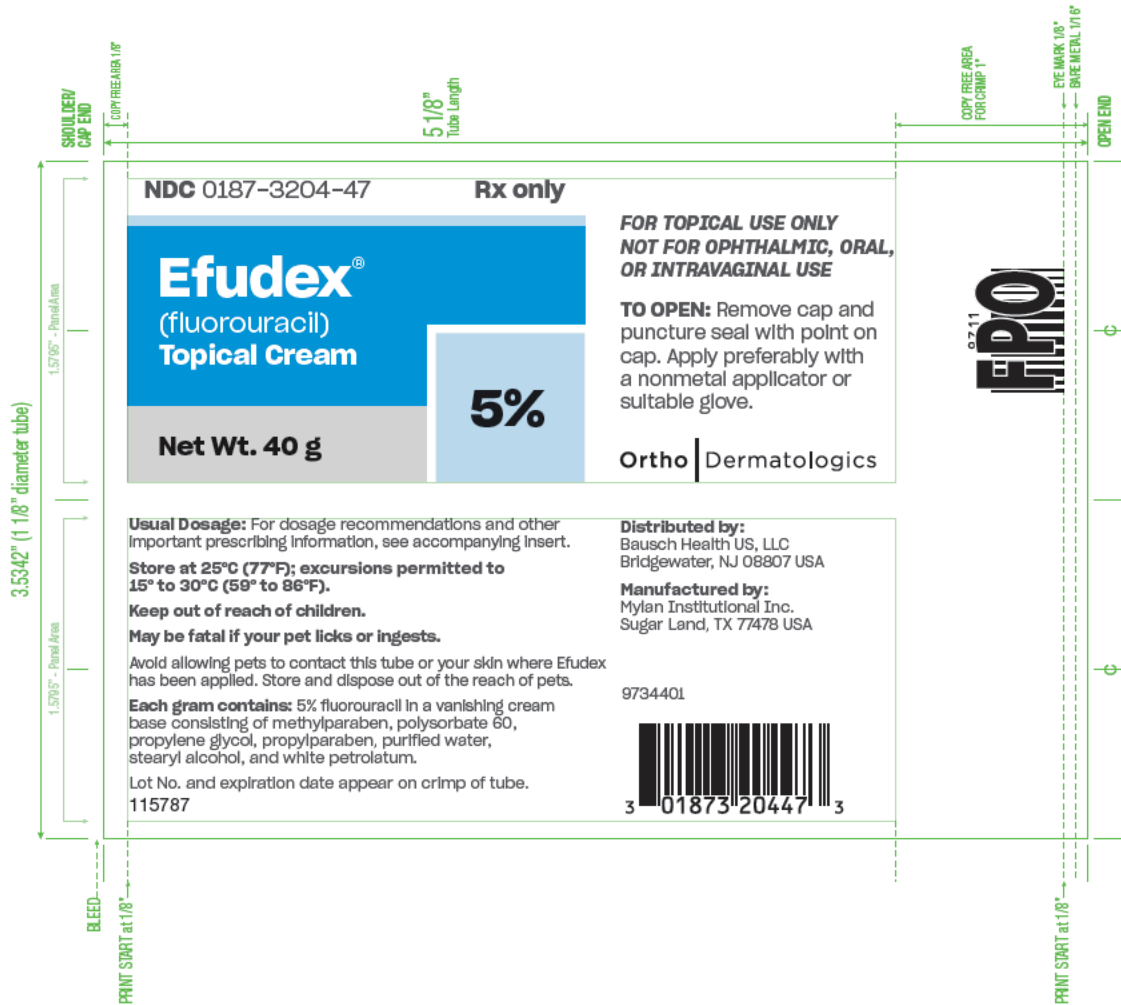 SHOULDER/
CAP END
COPY FREE AREA 1/8"
5 1/8"
Tube Length
COPY FREE AREA
FOR CRIMP 1"
EYE MARK 1/8"
BARE METAL 1/16"
OPEN END
3.5342" (1 1/8" diameter tube)
1.5795" - Panel Area
NDC 0187-3204-47
Rx only
Efudex®
(fluorouracil)
Topical Cream
5%
Net Wt. 40 g
FOR TOPICAL USE ONLY
NOT FOR OPHTHALMIC, ORAL,
OR INTRAVAGINAL USE
TO OPEN: Remove cap and
puncture seal with point on
cap. Apply preferably with
a nonmetal applicator or
suitable glove.
Ortho Dermatologics
0711
FPO
C
1.5795" - Panel Area
Usual Dosage: For dosage recommendations and other
important prescribing information, see accompanying insert.
Store at 25°C (77°F); excursions permitted to
15° to 30°C (59° to 86°F).
Keep out of reach of children.
May be fatal if your pet licks or ingests.
Avoid allowing pets to contact this tube or your skin where Efudex
has been applied. Store and dispose out of the reach of pets.
Each gram contains: 5% fluorouracil in a vanishing cream
base consisting of methylparaben, polysorbate 60,
propylene glycol, propylparaben, purified water,
stearyl alcohol, and white petrolatum.
Lot No. and expiration date appear on crimp of tube.
115787
Distributed by:
Bausch Health US, LLC
Bridgewater, NJ 08807 USA
Manufactured by:
Mylan Institutional Inc.
Sugar Land, TX 77478 USA
9734401
3 01873 20447 3
C
BLEED
PRINT START at 1/8"
PRINT START at 1/8"